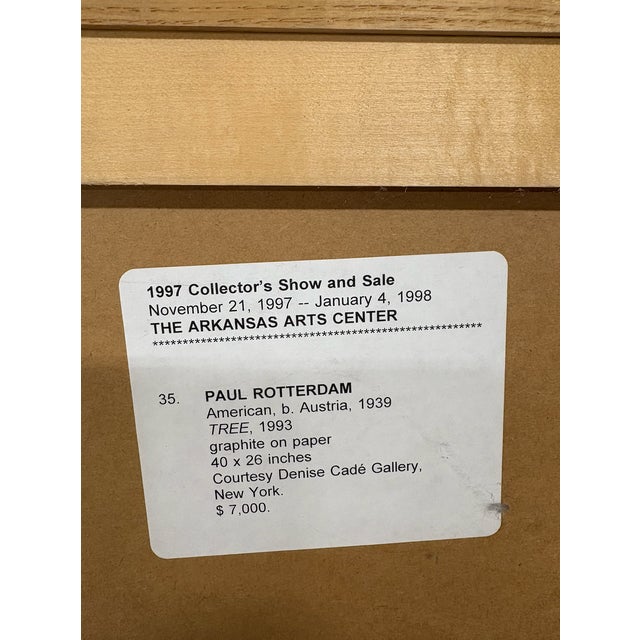 1997 Collector's Show and Sale
November 21, 1997 -- January 4, 1998
THE ARKANSAS ARTS CENTER
*******************************************************
35. PAUL ROTTERDAM
American, b. Austria, 1939
TREE, 1993
graphite on paper
40 x 26 inches
Courtesy Denise Cadé Gallery,
New York.
$ 7,000.